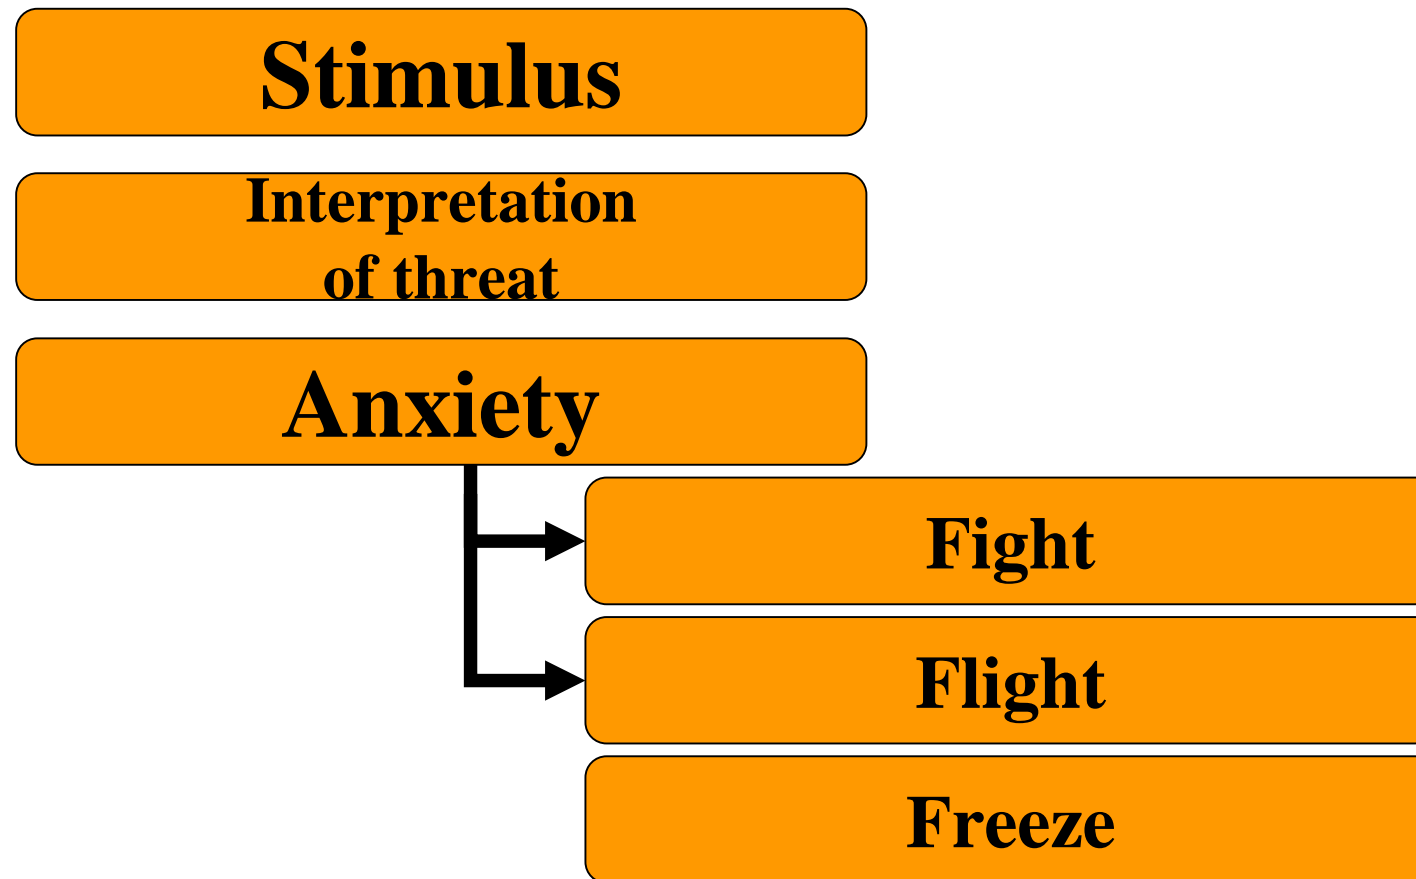 Stimulus
Interpretation
of threat
Anxiety
Fight
Flight
Freeze